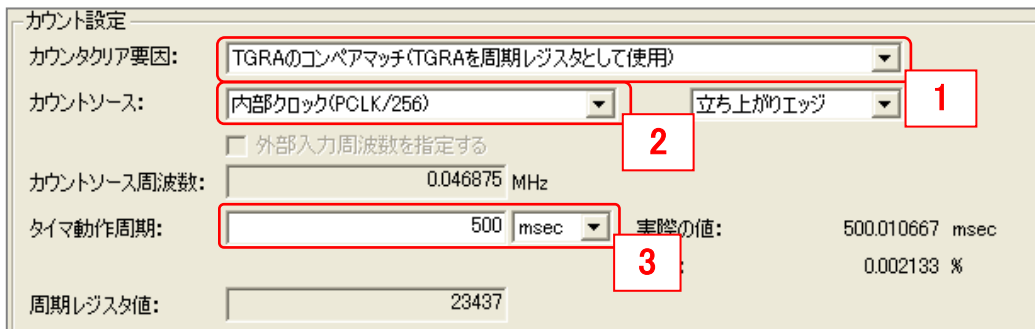 カウント設定
カウンタクリア要因: TGRAのコンペアマッチ(TGRAを周期レジスタとして使用)
1
カウントソース: 内部クロック(PCLK/256) 立ち上がりエッジ
2
外部入力周波数を指定する
カウントソース周波数: 0.046875 MHz
タイマ動作周期: 500 msec 実際の値: 500.010667 msec
3
: 0.002133 %
周期レジスタ値: 23437